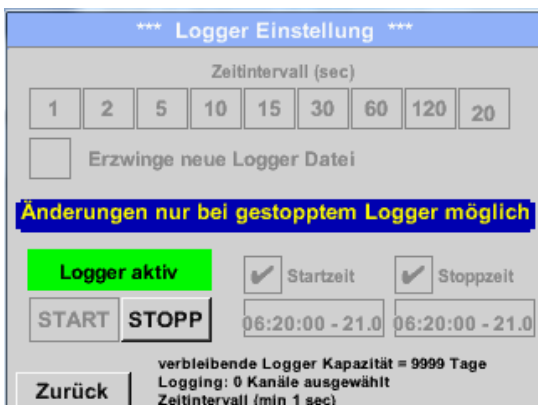 *** Logger Einstellung ***
Zeitintervall (sec)
1 2 5 10 15 30 60 120 20
Erzwinge neue Logger Datei
Änderungen nur bei gestopptem Logger möglich
Logger aktiv
Startzeit
Stoppzeit
START STOPP
06:20:00 - 21.0
06:20:00 - 21.0
Zurück
verbleibende Logger Kapazität = 9999 Tage
Logging: 0 Kanäle ausgewählt
Zeitintervall (min 1 sec)